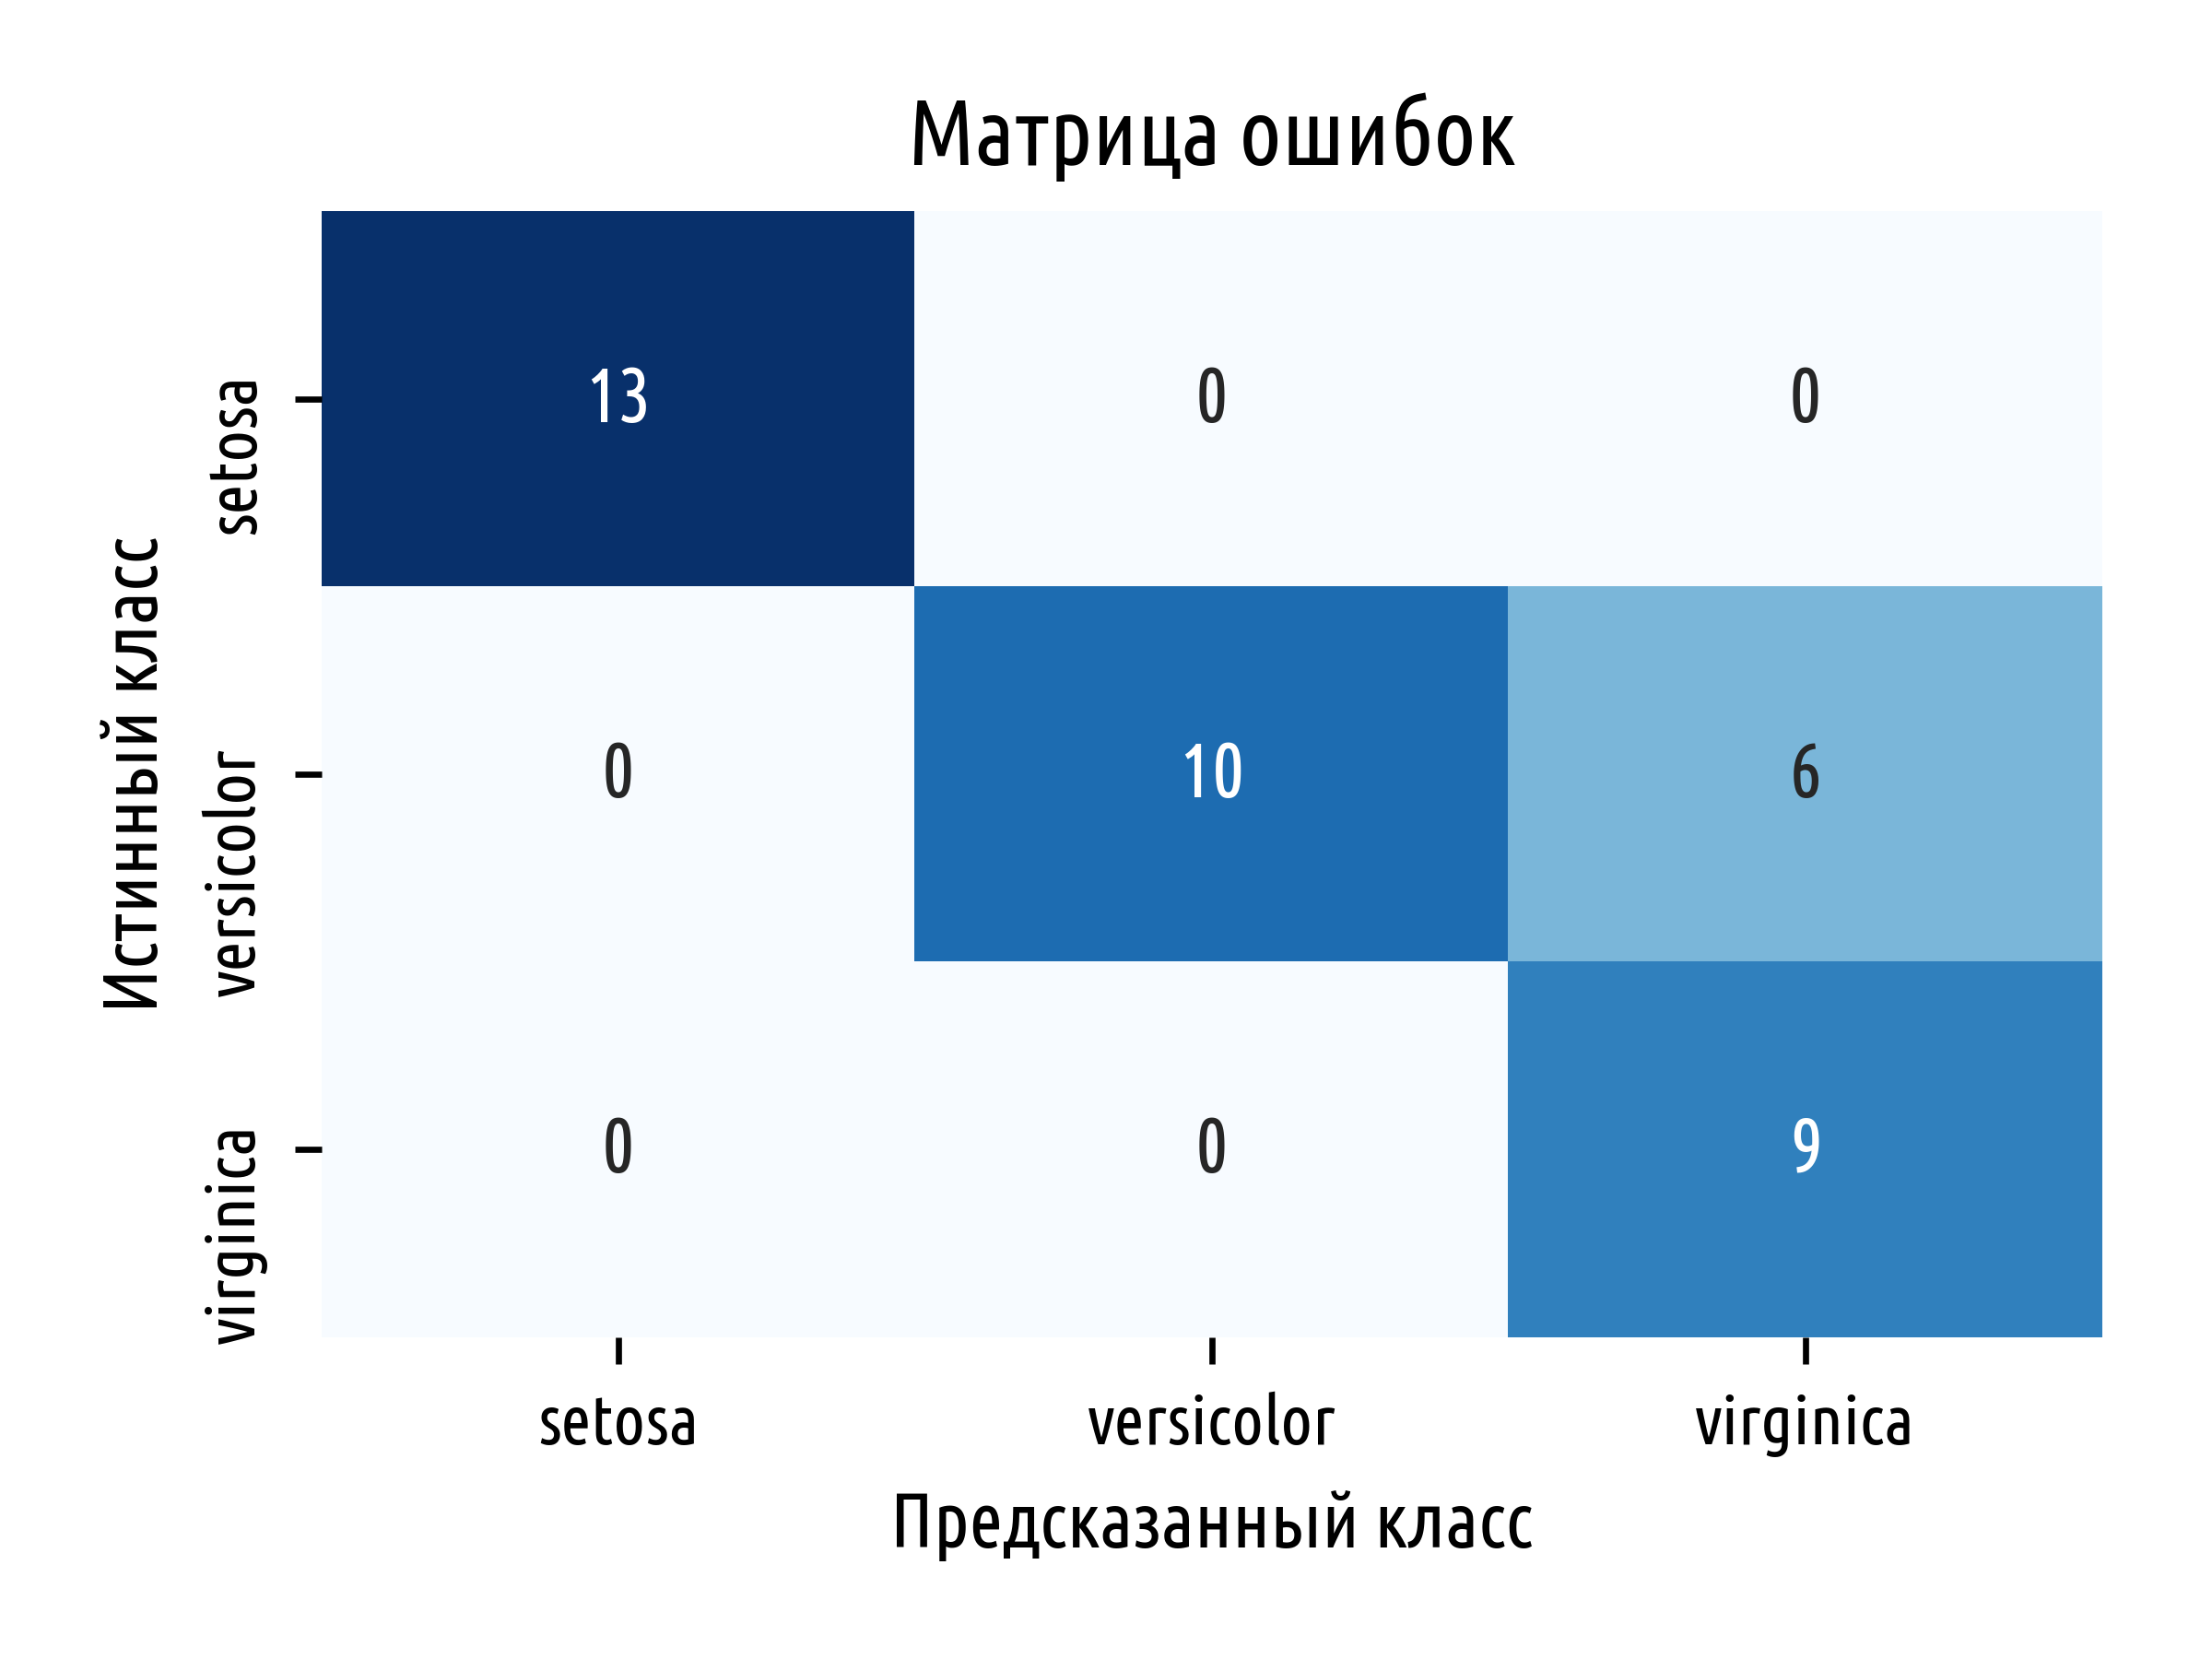 Матрица ошибок
Истинный класс
setosa
13
0
0
versicolor
0
10
6
virginica
0
0
9
setosa
versicolor
virginica
Предсказанный класс